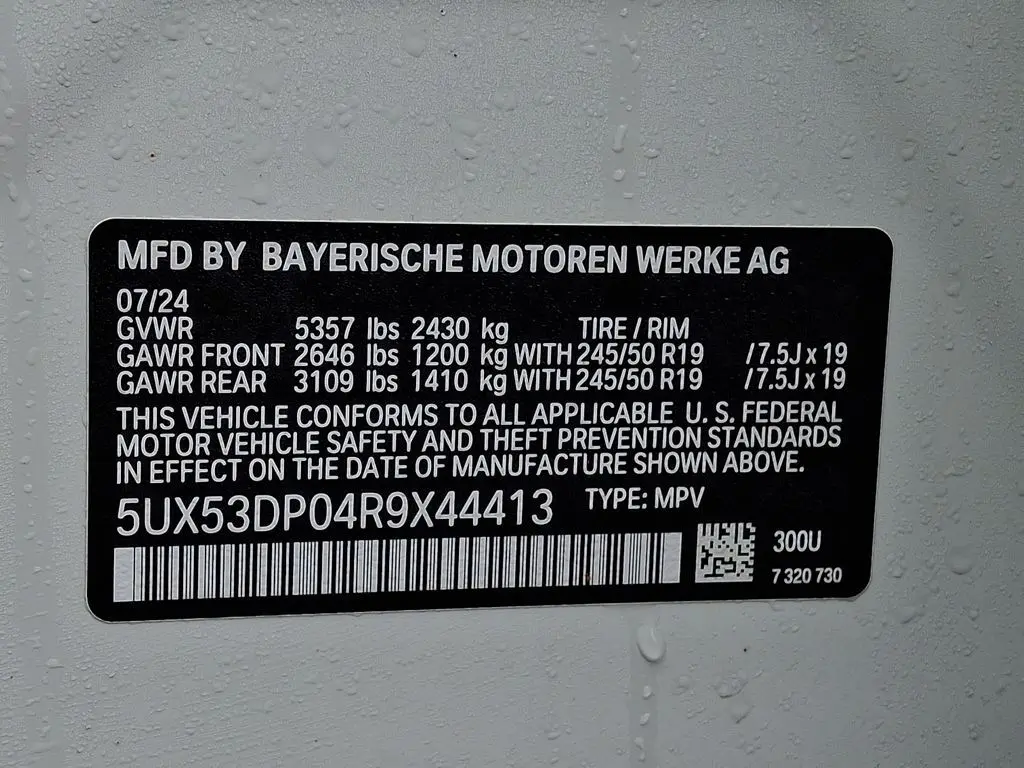 MFD BY BAYERISCHE MOTOREN WERKE AG
07/24
GVWR 5357 lbs 2430 kg TIRE / RIM
GAWR FRONT 2646 lbs 1200 kg WITH 245/50 R19 /7.5J x 19
GAWR REAR 3109 lbs 1410 kg WITH 245/50 R19 /7.5J x 19
THIS VEHICLE CONFORMS TO ALL APPLICABLE U. S. FEDERAL
MOTOR VEHICLE SAFETY AND THEFT PREVENTION STANDARDS
IN EFFECT ON THE DATE OF MANUFACTURE SHOWN ABOVE.
5UX53DP04R9X44413 TYPE: MPV
300U
7 320 730